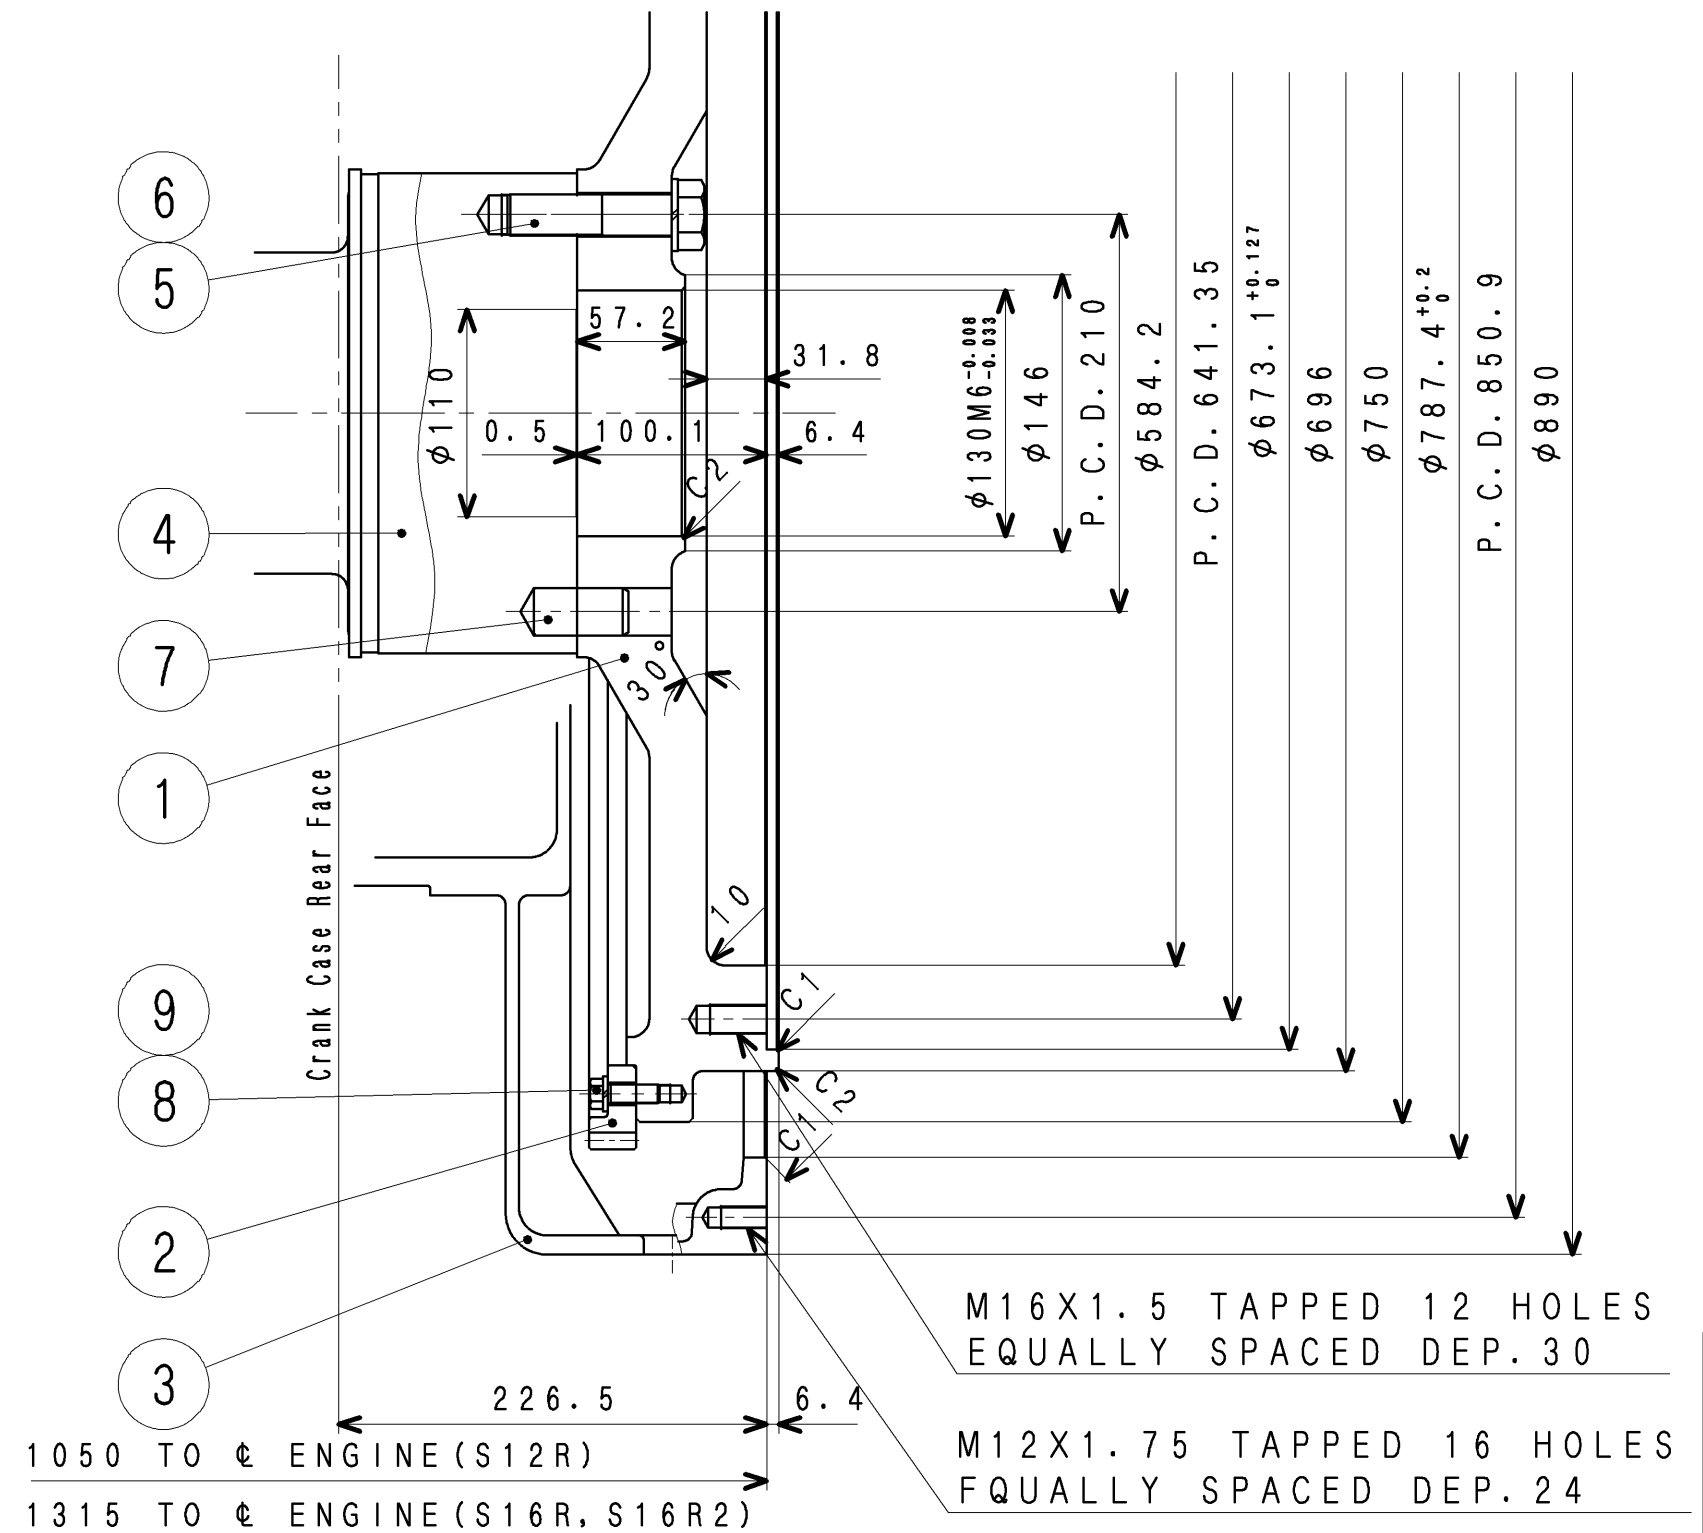 6
5
4
7
1
9
8
2
3
Crank Case Rear Face
57.2
31.8
φ110
0.5
100.1
6.4
C2
30°
10
C1
C2
C1
φ130M6 -0.008 -0.033
φ146
P.C.D.210
φ584.2
P.C.D.641.35
φ673.1 +0.127 0
φ696
φ750
φ787.4 +0.2 0
P.C.D.850.9
φ890
M16X1.5 TAPPED 12 HOLES
EQUALLY SPACED DEP.30
226.5
6.4
M12X1.75 TAPPED 16 HOLES
FQUALLY SPACED DEP.24
1050 TO ℄ ENGINE(S12R)
1315 TO ℄ ENGINE(S16R, S16R2)